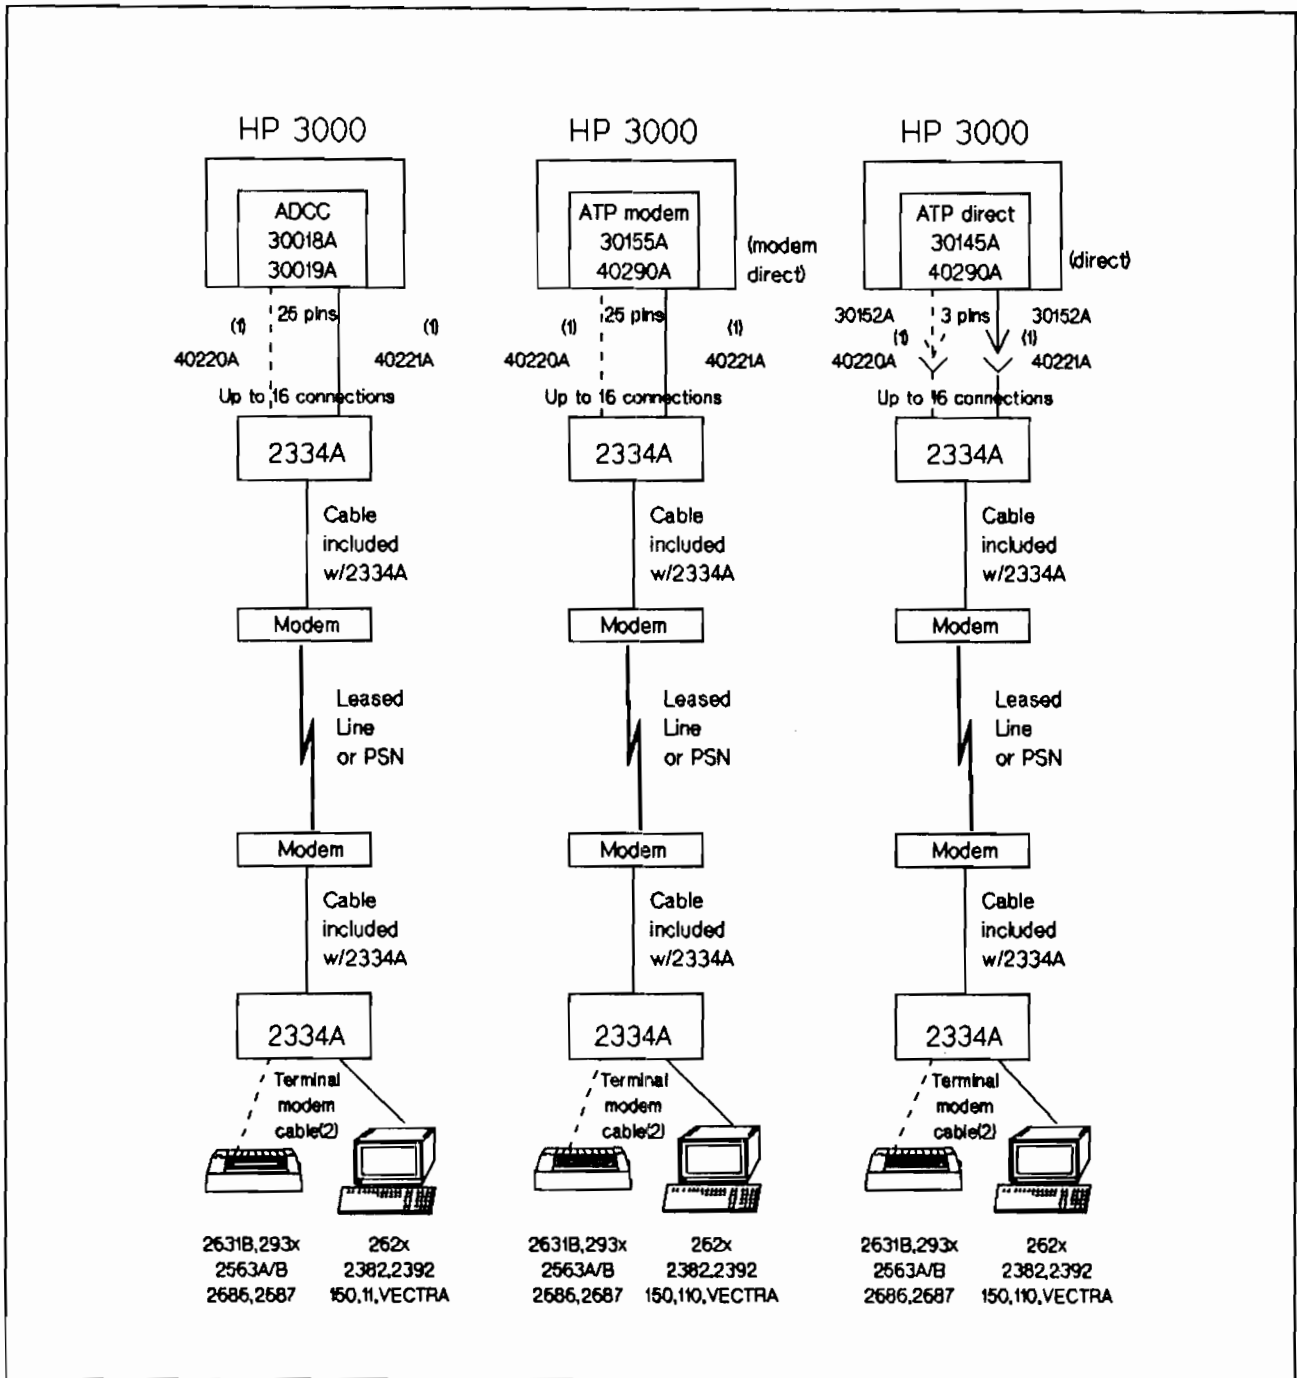 HP 3000
ADCC
30018A
30019A
25 pins
(1)
(1)
40220A
40221A
Up to 16 connections
2334A
Cable
included
w/2334A
Modem
Leased
Line
or PSN
Modem
Cable
included
w/2334A
2334A
Terminal
modem
cable(2)
2631B,293x
2563A/B
2686,2687
262x
2382,2392
150,11,VECTRA
HP 3000
ATP modem
30155A
40290A
(modem
direct)
25 pins
(1)
(1)
40220A
40221A
Up to 16 connections
2334A
Cable
included
w/2334A
Modem
Leased
Line
or PSN
Modem
Cable
included
w/2334A
2334A
Terminal
modem
cable(2)
2631B,293x
2563A/B
2686,2687
262x
2382,2392
150,110,VECTRA
HP 3000
ATP direct
30145A
40290A
(direct)
30152A
3 pins
30152A
(1)
(1)
40220A
40221A
Up to 16 connections
2334A
Cable
included
w/2334A
Modem
Leased
Line
or PSN
Modem
Cable
included
w/2334A
2334A
Terminal
modem
cable(2)
2631B,293x
2563A/B
2686,2687
262x
2382,2392
150,110,VECTRA